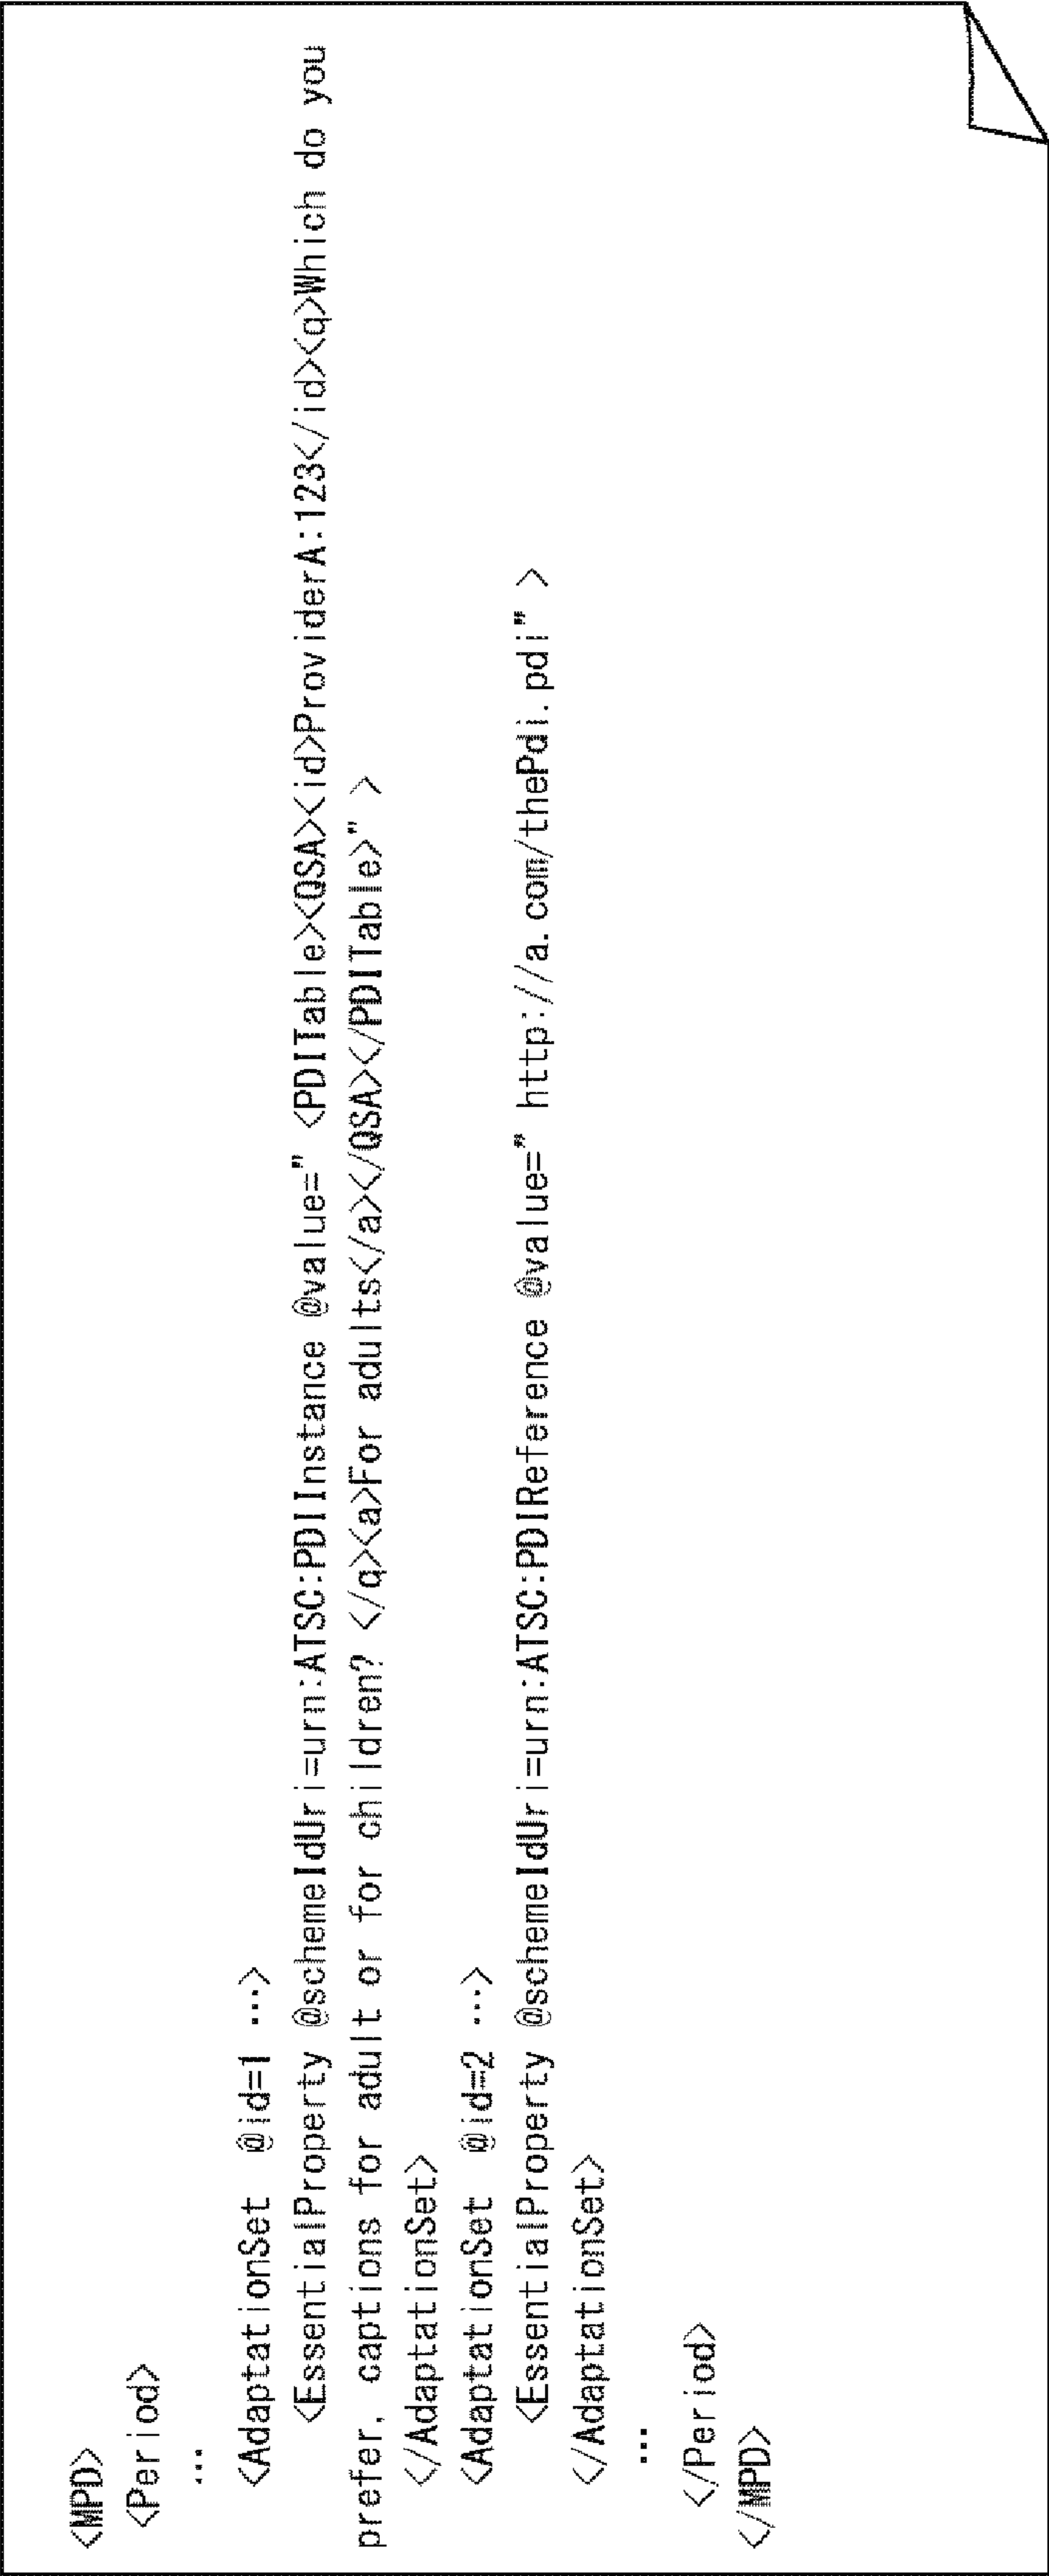 <MPD>
<Period>
...
<AdaptationSet @id=1 ...>
<EssentialProperty @schemeIdUri=urn:ATSC:PDIInstance @value=" <PDITable><QSA><id>ProviderA:123</id><q>Which do you
prefer, captions for adult or for children? </q><a>For adults</a></QSA></PDITable>" >
</AdaptationSet>
<AdaptationSet @id=2 ...>
<EssentialProperty @schemeIdUri=urn:ATSC:PDIReference @value=" http://a.com/thePdi.pdi" >
</AdaptationSet>
...
</Period>
</MPD>